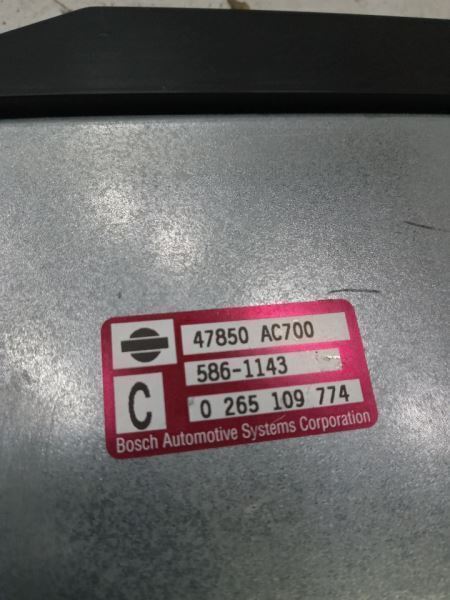 47850 AC700
586-1143
C
0 265 109 774
Bosch Automotive Systems Corporation